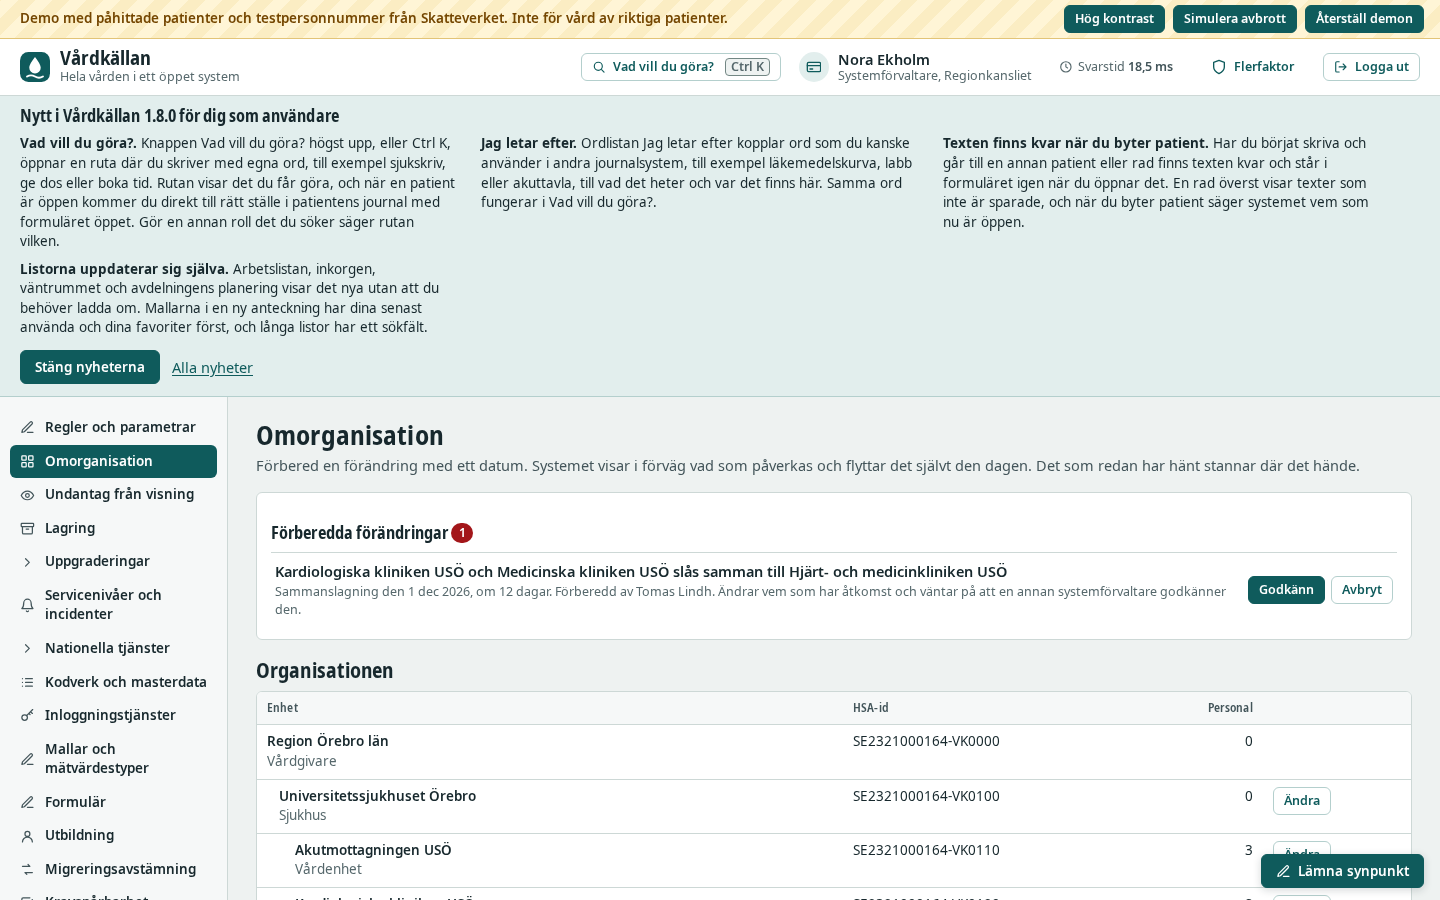 Demo med påhittade patienter och testpersonnummer från Skatteverket. Inte för vård av riktiga patienter.
Hög kontrast
Simulera avbrott
Återställ demon
Vårdkällan
Hela vården i ett öppet system
Vad vill du göra? Ctrl K
Nora Ekholm
Systemförvaltare, Regionkansliet
Svarstid 18,5 ms
Flerfaktor
Logga ut
Nytt i Vårdkällan 1.8.0 för dig som användare
Vad vill du göra?. Knappen Vad vill du göra? högst upp, eller Ctrl K,
öppnar en ruta där du skriver med egna ord, till exempel sjukskriv,
ge dos eller boka tid. Rutan visar det du får göra, och när en patient
är öppen kommer du direkt till rätt ställe i patientens journal med
formuläret öppet. Gör en annan roll det du söker säger rutan
vilken.
Jag letar efter. Ordlistan Jag letar efter kopplar ord som du kanske
använder i andra journalsystem, till exempel läkemedelskurva, labb
eller akuttavla, till vad det heter och var det finns här. Samma ord
fungerar i Vad vill du göra?.
Texten finns kvar när du byter patient. Har du börjat skriva och
går till en annan patient eller rad finns texten kvar och står i
formuläret igen när du öppnar det. En rad överst visar texter som
inte är sparade, och när du byter patient säger systemet vem som
nu är öppen.
Listorna uppdaterar sig själva. Arbetslistan, inkorgen,
väntrummet och avdelningens planering visar det nya utan att du
behöver ladda om. Mallarna i en ny anteckning har dina senast
använda och dina favoriter först, och långa listor har ett sökfält.
Stäng nyheterna
Alla nyheter
Regler och parametrar
Omorganisation
Undantag från visning
Lagring
Uppgraderingar
Servicenivåer och
incidenter
Nationella tjänster
Kodverk och masterdata
Inloggningstjänster
Mallar och
mätvärdestyper
Formulär
Utbildning
Migreringsavstämning
Omorganisation
Förbered en förändring med ett datum. Systemet visar i förväg vad som påverkas och flyttar det självt den dagen. Det som redan har hänt stannar där det hände.
Förberedda förändringar 1
Kardiologiska kliniken USÖ och Medicinska kliniken USÖ slås samman till Hjärt- och medicinkliniken USÖ
Sammanslagning den 1 dec 2026, om 12 dagar. Förberedd av Tomas Lindh. Ändrar vem som har åtkomst och väntar på att en annan systemförvaltare godkänner
den.
Godkänn
Avbryt
Organisationen
Enhet HSA-id Personal
Region Örebro län SE2321000164-VK0000 0
Vårdgivare
Universitetssjukhuset Örebro SE2321000164-VK0100 0 Ändra
Sjukhus
Akutmottagningen USÖ SE2321000164-VK0110 3
Vårdenhet
Lämna synpunkt